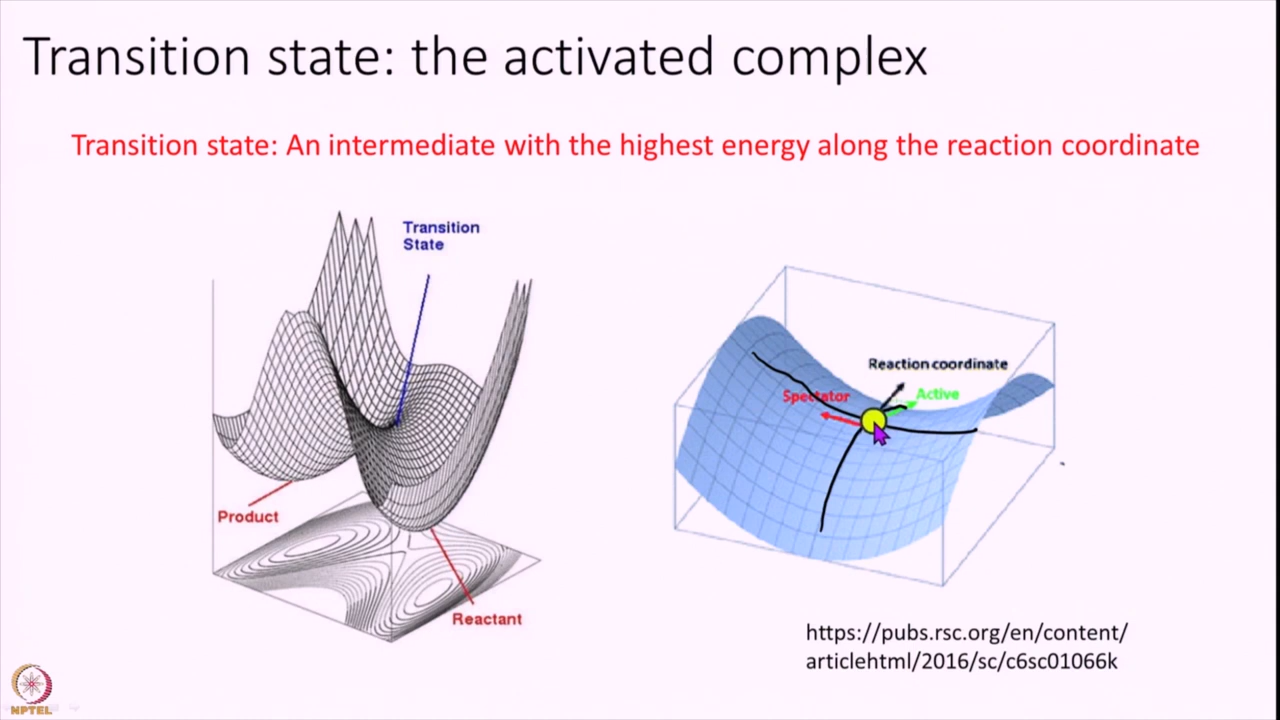 Transition state: the activated complex
Transition state: An intermediate with the highest energy along the reaction coordinate
Transition
State
Product
Reactant
Reaction coordinate
Spectator
Active
https://pubs.rsc.org/en/content/
articlehtml/2016/sc/c6sc01066k
NPTEL